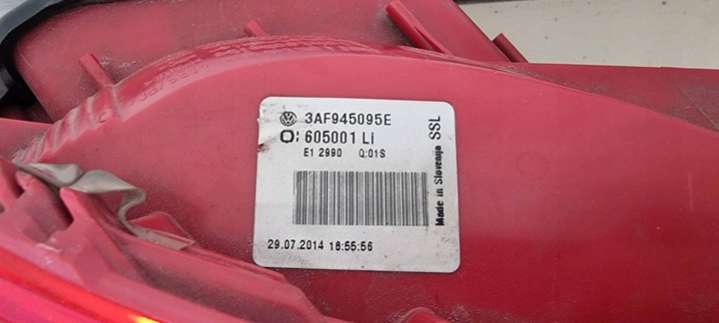 3AF945095E
605001 LI
E1 2990 Q:01S
29.07.2014 18:55:56
Made in Slovenija
SSL